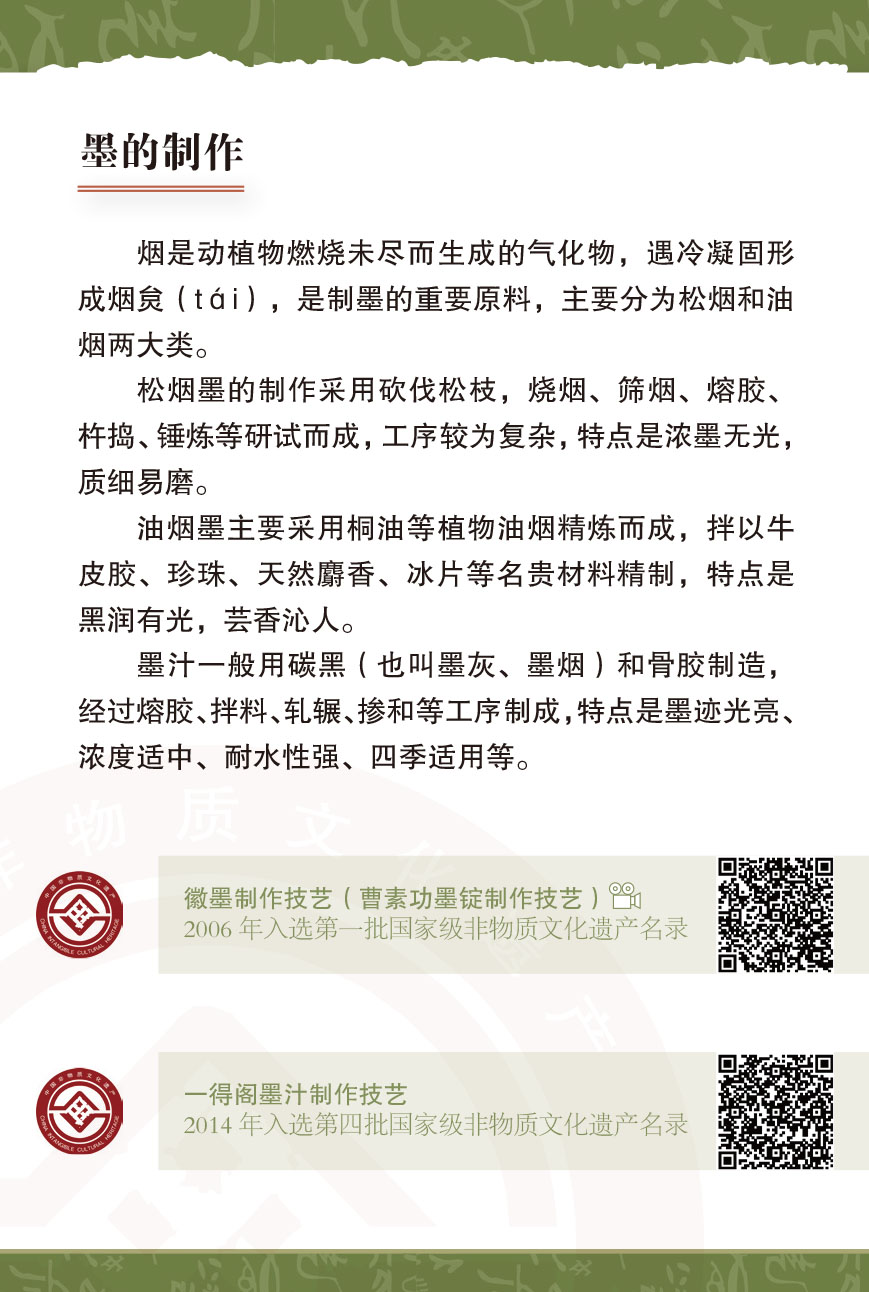 墨的制作
烟是动植物燃烧未尽而生成的气化物，遇冷凝固形
成烟炱（tái），是制墨的重要原料，主要分为松烟和油
烟两大类。
松烟墨的制作采用砍伐松枝，烧烟、筛烟、熔胶、
杵捣、锤炼等研试而成，工序较为复杂，特点是浓墨无光，
质细易磨。
油烟墨主要采用桐油等植物油烟精炼而成，拌以牛
皮胶、珍珠、天然麝香、冰片等名贵材料精制，特点是
黑润有光，芸香沁人。
墨汁一般用碳黑（也叫墨灰、墨烟）和骨胶制造，
经过熔胶、拌料、轧辗、掺和等工序制成，特点是墨迹光亮、
浓度适中、耐水性强、四季适用等。
非物质文化遗产
中国非物质文化遗产
CHINA INTANGIBLE CULTURAL HERITAGE
徽墨制作技艺（曹素功墨锭制作技艺）
2006 年入选第一批国家级非物质文化遗产名录
中国非物质文化遗产
CHINA INTANGIBLE CULTURAL HERITAGE
一得阁墨汁制作技艺
2014 年入选第四批国家级非物质文化遗产名录